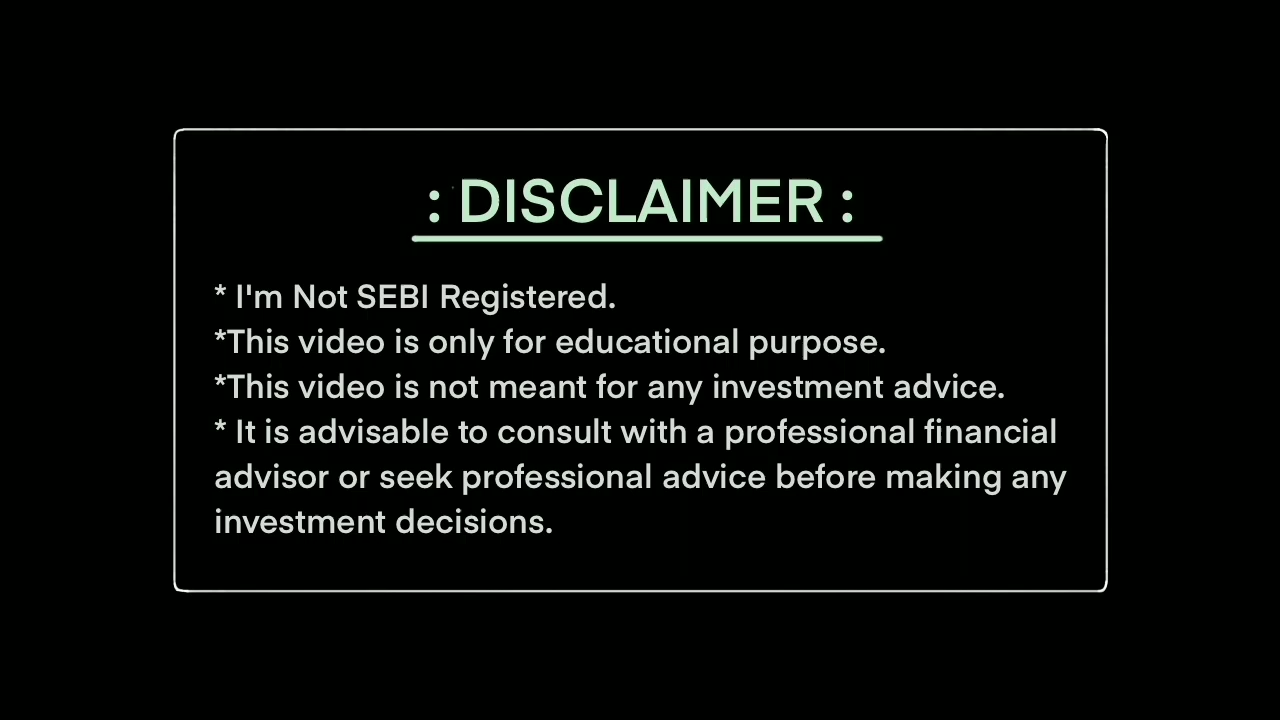 : DISCLAIMER :
* I'm Not SEBI Registered.
*This video is only for educational purpose.
*This video is not meant for any investment advice.
* It is advisable to consult with a professional financial
advisor or seek professional advice before making any
investment decisions.